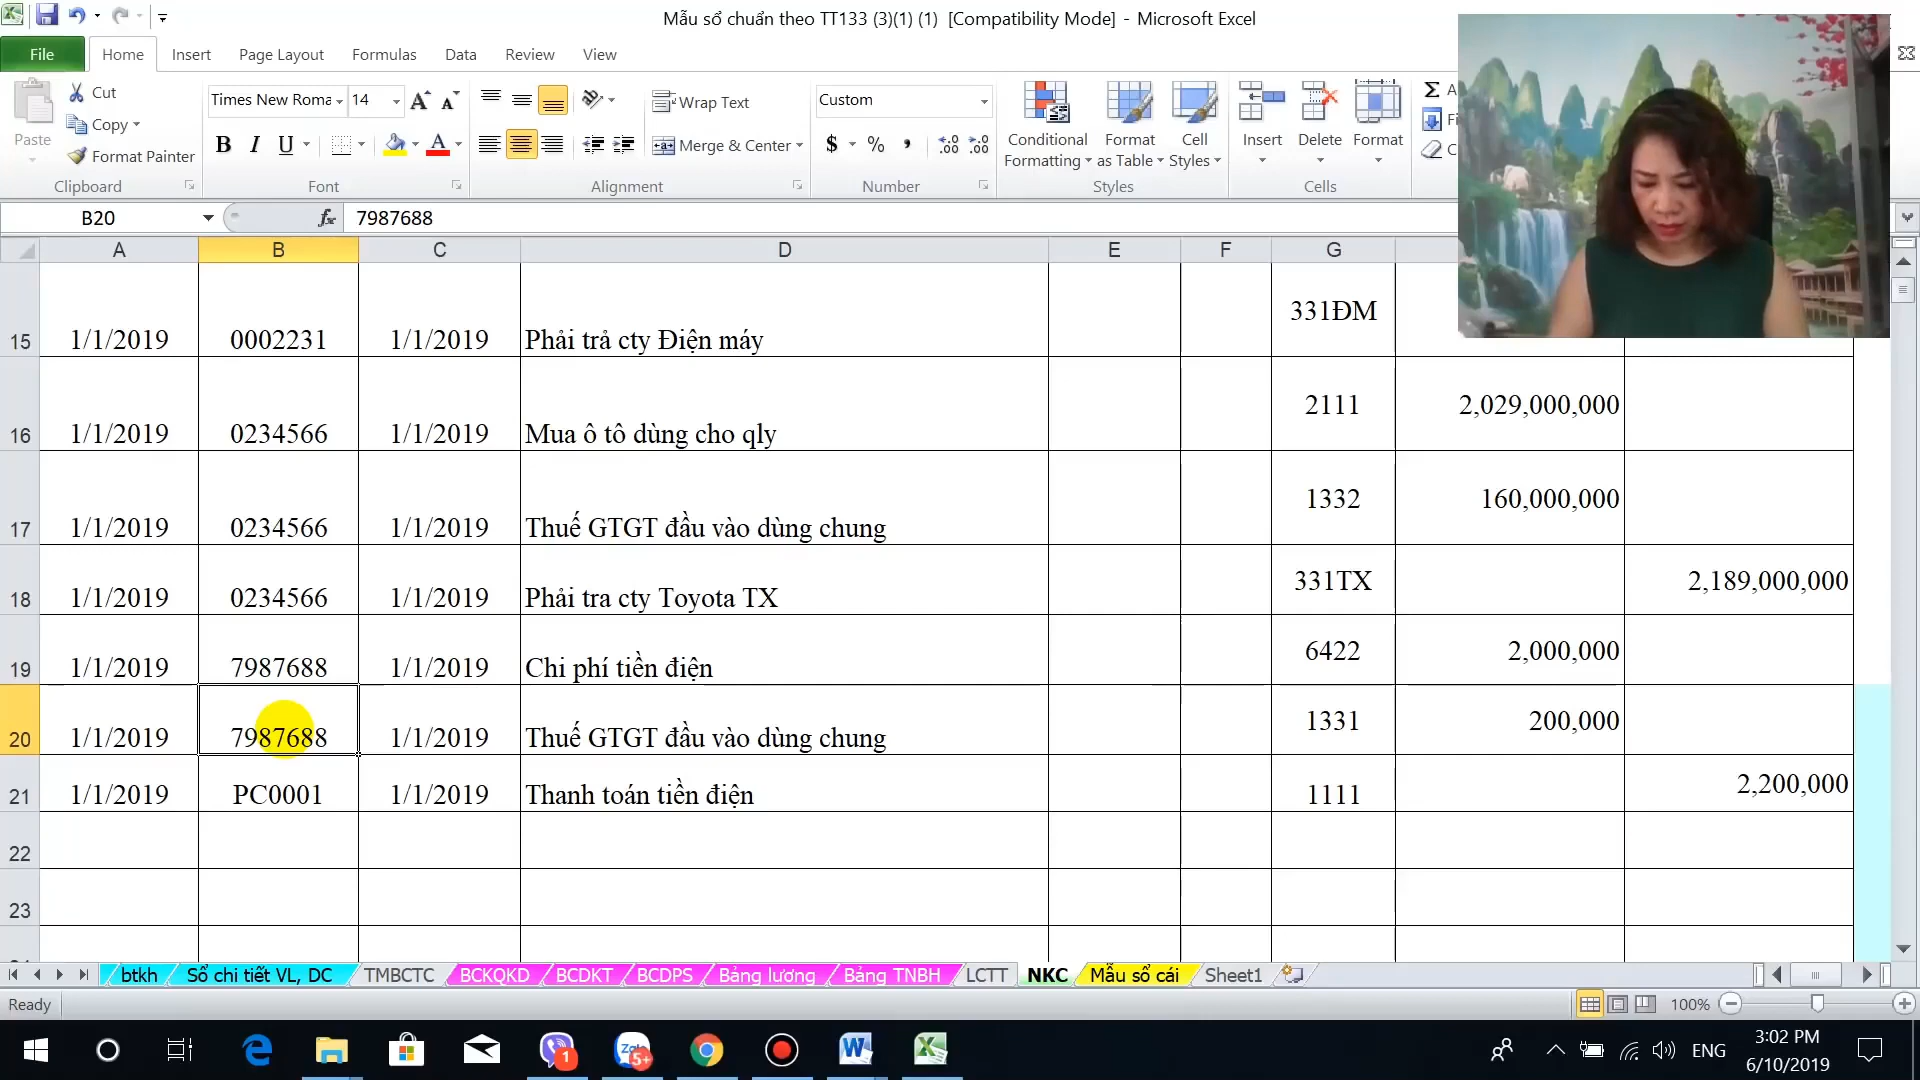 Mẫu sổ chuẩn theo TT133 (3)(1) (1) [Compatibility Mode] - Microsoft Excel
File Home Insert Page Layout Formulas Data Review View
Paste
Cut
Copy
Format Painter
Clipboard
Times New Roma 14
B I U
Font
Wrap Text
Merge & Center
Alignment
Custom
$ %
Number
Conditional Formatting
Format as Table
Cell Styles
Styles
Insert
Delete
Format
Cells
B20 fx 7987688
A B C D E F G
15 1/1/2019 0002231 1/1/2019 Phải trả cty Điện máy 331ĐM
16 1/1/2019 0234566 1/1/2019 Mua ô tô dùng cho qly 2111 2,029,000,000
17 1/1/2019 0234566 1/1/2019 Thuế GTGT đầu vào dùng chung 1332 160,000,000
18 1/1/2019 0234566 1/1/2019 Phải tra cty Toyota TX 331TX 2,189,000,000
19 1/1/2019 7987688 1/1/2019 Chi phí tiền điện 6422 2,000,000
20 1/1/2019 7987688 1/1/2019 Thuế GTGT đầu vào dùng chung 1331 200,000
21 1/1/2019 PC0001 1/1/2019 Thanh toán tiền điện 1111 2,200,000
22
23
btkh Sổ chi tiết VL, DC TMBCTC BCKQKD BCDKT BCDPS Bảng lương Bảng TNBH LCTT NKC Mẫu sổ cái Sheet1
Ready 100%
1 Zalo 5+ ENG 3:02 PM
6/10/2019